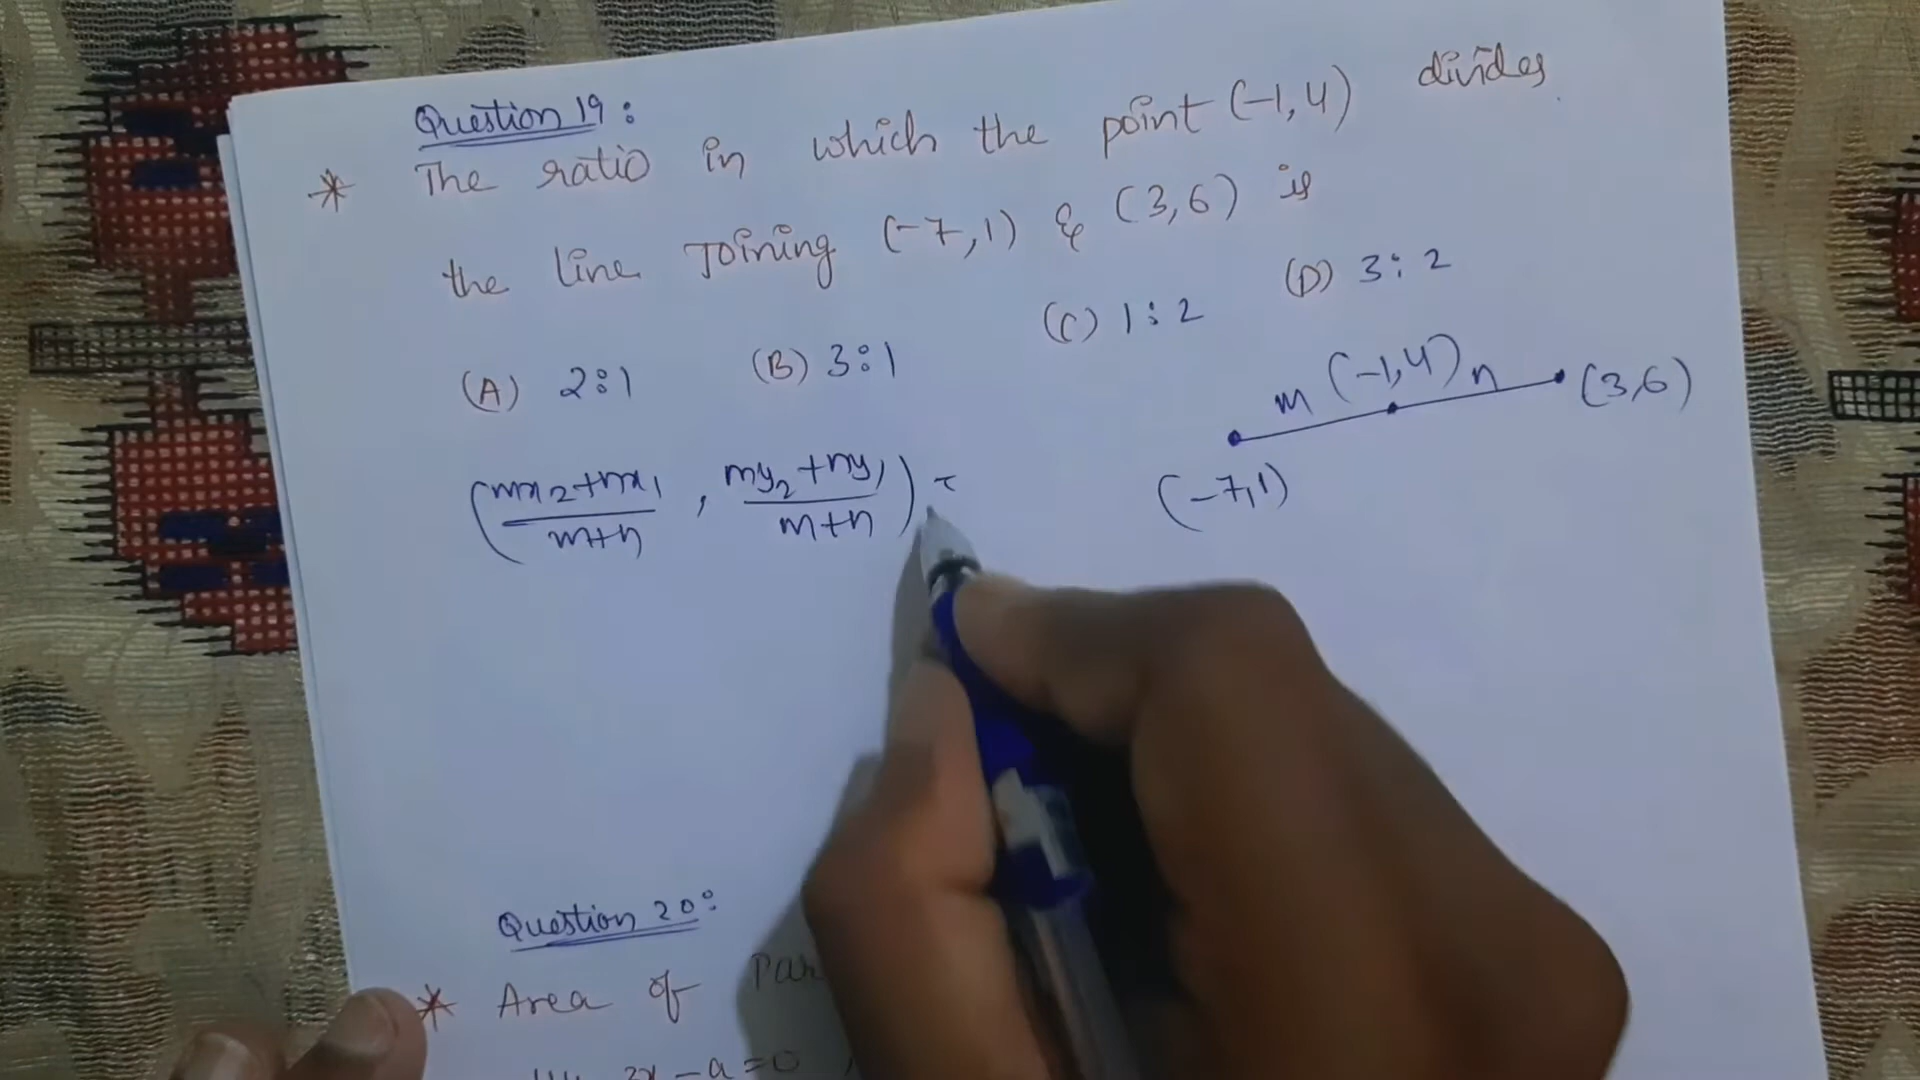 Question 19:
* The ratio in which the point (-1,4) divides
the line Joining (-7,1) & (3,6) is
(A) 2:1 (B) 3:1 (C) 1:2 (D) 3:2
m (-1,4) n (3,6)
(-7,1)
(mx₂+nx₁/m+n , my₂+ny₁/m+n) =
Question 20:
* Area of
2x-a=0